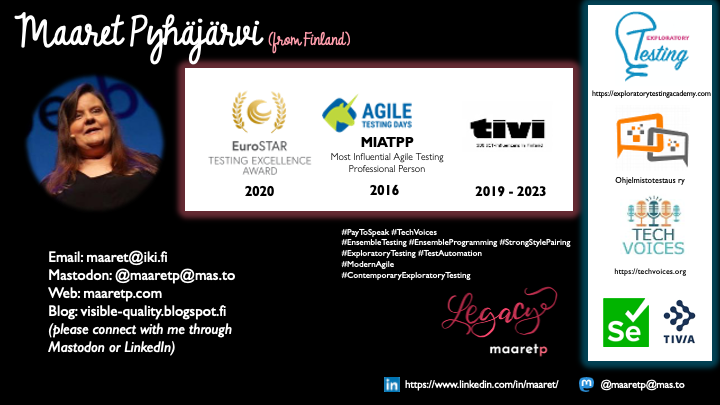 Maaret Pyhäjärvi (from Finland)
EuroSTAR
TESTING EXCELLENCE
AWARD
2020
AGILE
TESTING DAYS
MIATPP
Most Influential Agile Testing
Professional Person
2016
tivi
2019 - 2023
EXPLORATORY
Testing
https://exploratorytestingacademy.com
Ohjelmistotestaus ry
TECH
VOICES
https://techvoices.org
Se
TIV/A
#PayToSpeak #TechVoices
#EnsembleTesting #EnsembleProgramming #StrongStylePairing
#ExploratoryTesting #TestAutomation
#ModernAgile
#ContemporaryExploratoryTesting
Email: maaret@iki.fi
Mastodon: @maaretp@mas.to
Web: maaretp.com
Blog: visible-quality.blogspot.fi
(please connect with me through
Mastodon or LinkedIn)
Legacy
maaretp
in https://www.linkedin.com/in/maaret/
@maaretp@mas.to